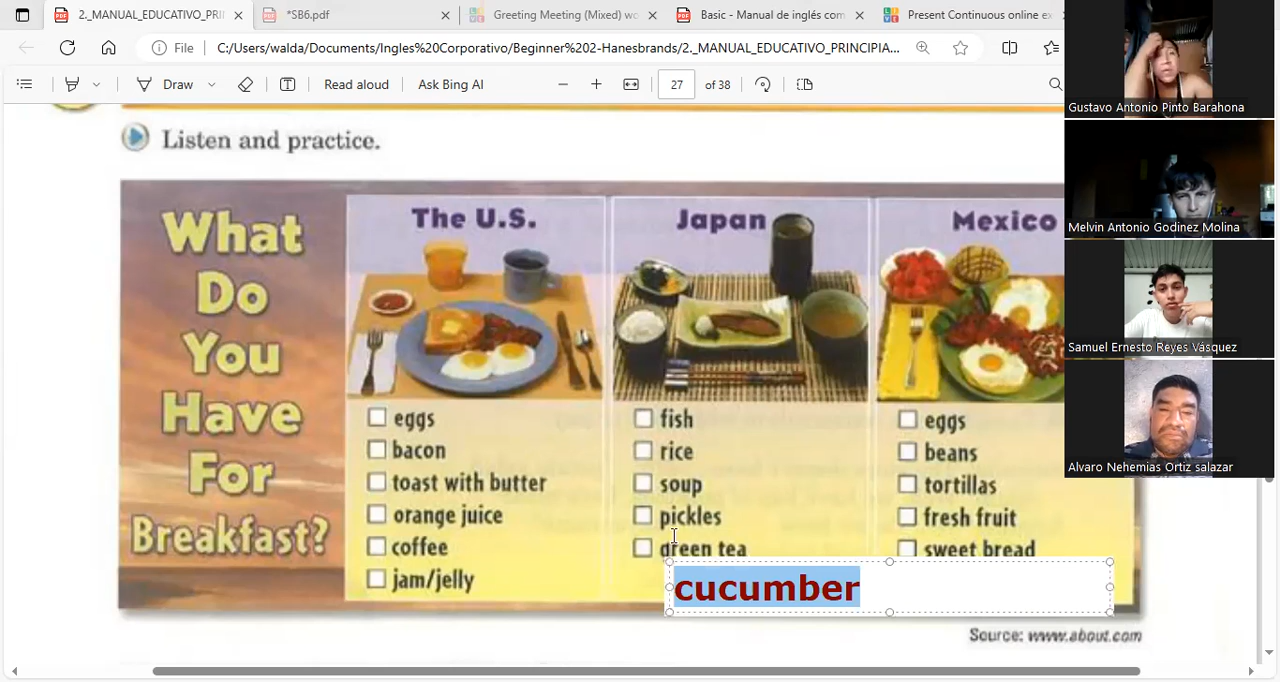 2._MANUAL_EDUCATIVO_PRI
*SB6.pdf
Greeting Meeting (Mixed) wo
Basic - Manual de inglés com
Present Continuous online ex
File
C:/Users/walda/Documents/Ingles%20Corporativo/Beginner%202-Hanesbrands/2._MANUAL_EDUCATIVO_PRINCIPIA...
Draw
Read aloud
Ask Bing AI
27
of 38
Listen and practice.
What
Do
You
Have
For
Breakfast?
The U.S.
eggs
bacon
toast with butter
orange juice
coffee
jam/jelly
Japan
fish
rice
soup
pickles
green tea
Mexico
eggs
beans
tortillas
fresh fruit
sweet bread
cucumber
Source: www.about.com
Gustavo Antonio Pinto Barahona
Melvin Antonio Godinez Molina
Samuel Ernesto Reyes Vásquez
Alvaro Nehemias Ortiz salazar